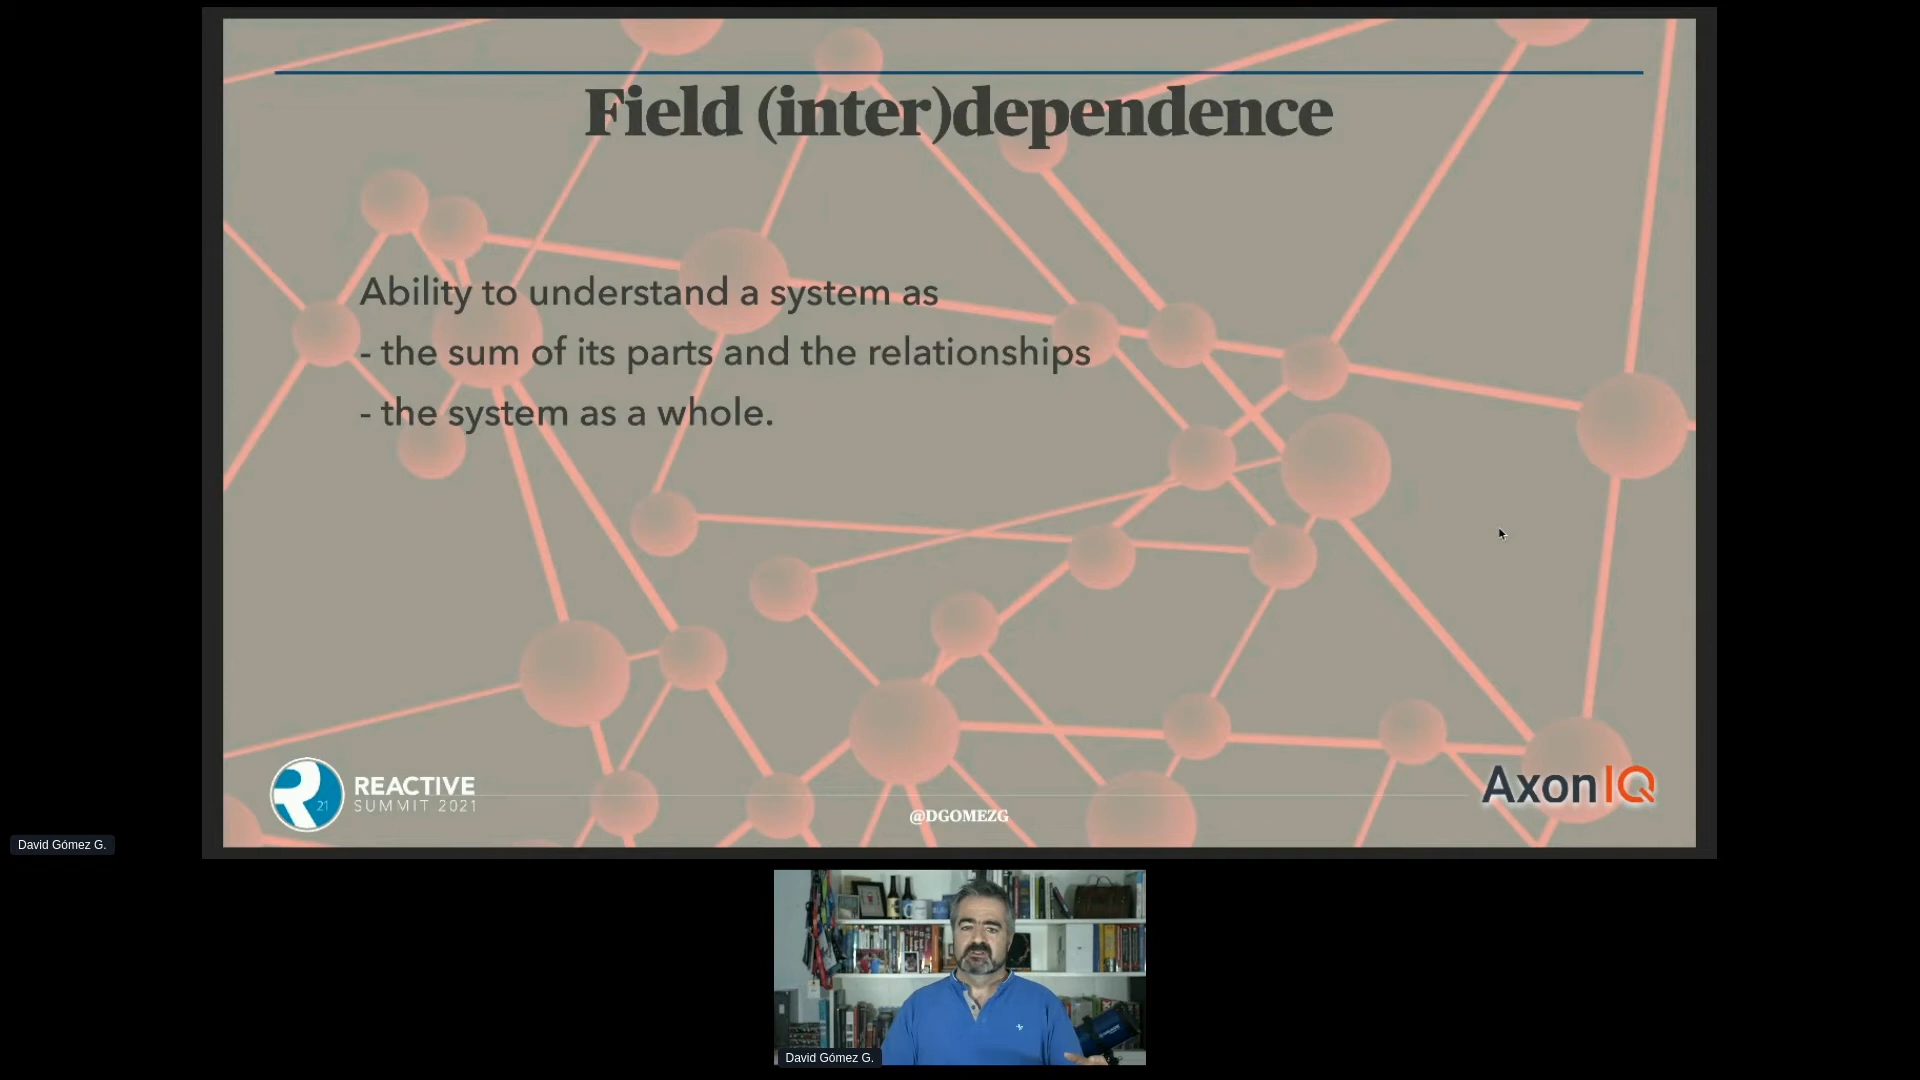 Field (inter)dependence
Ability to understand a system as
- the sum of its parts and the relationships
- the system as a whole.
21
REACTIVE
SUMMIT 2021
@DGOMEZG
AxonIQ
David Gómez G.
David Gómez G.